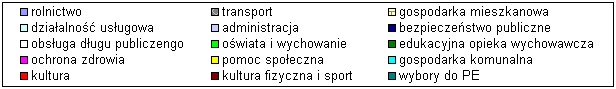 rolnictwo transport gospodarka mieszkanowa
działalność usługowa administracja bezpieczeństwo publiczne
obsługa długu publiczengo oświata i wychowanie edukacyjna opieka wychowawcza
ochrona zdrowia pomoc społeczna gospodarka komunalna
kultura kultura fizyczna i sport wybory do PE